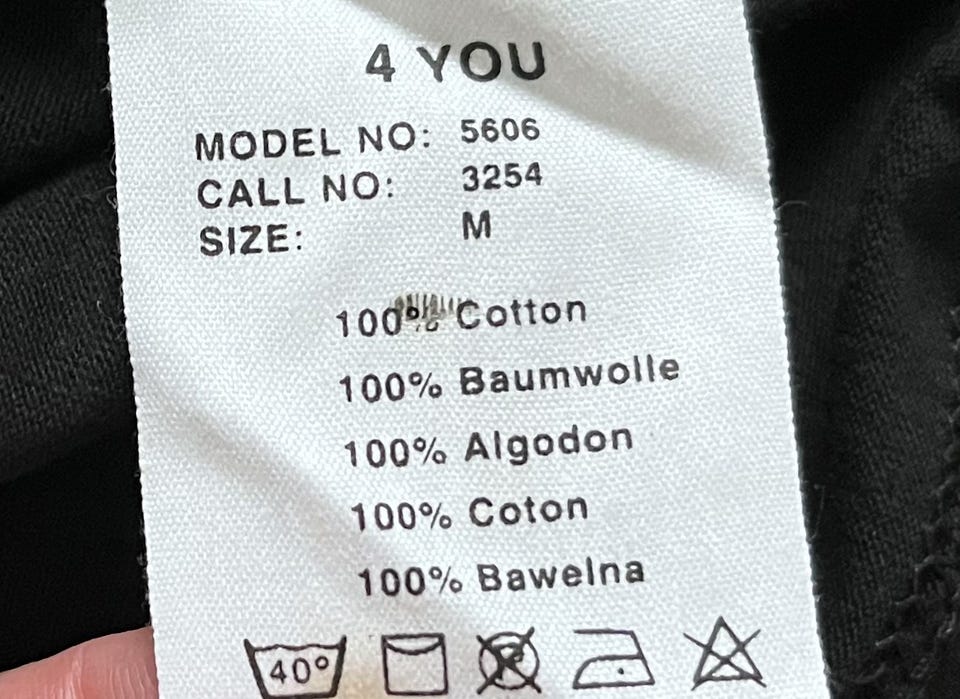 4 YOU
MODEL NO: 5606
CALL NO: 3254
SIZE: M
100% Cotton
100% Baumwolle
100% Algodon
100% Coton
100% Bawelna
40°